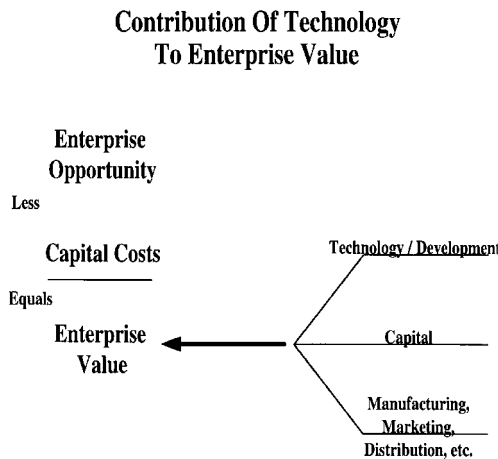 Contribution Of Technology
To Enterprise Value
Enterprise
Opportunity
Less
Capital Costs
Equals
Enterprise
Value
Technology / Development
Capital
Manufacturing,
Marketing,
Distribution, etc.